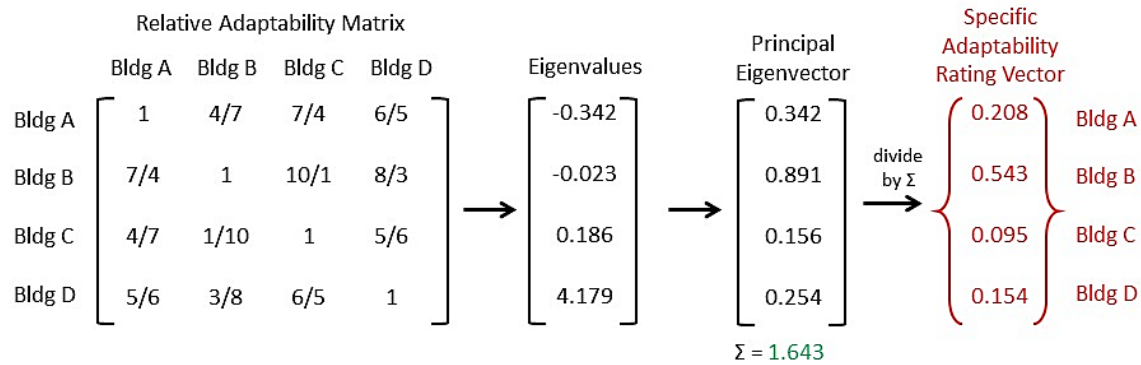 Relative Adaptability Matrix
Bldg A Bldg B Bldg C Bldg D
Bldg A 1 4/7 7/4 6/5
Bldg B 7/4 1 10/1 8/3
Bldg C 4/7 1/10 1 5/6
Bldg D 5/6 3/8 6/5 1
Eigenvalues
-0.342
-0.023
0.186
4.179
Principal
Eigenvector
0.342
0.891
0.156
0.254
Σ = 1.643
divide
by Σ
Specific
Adaptability
Rating Vector
0.208 Bldg A
0.543 Bldg B
0.095 Bldg C
0.154 Bldg D